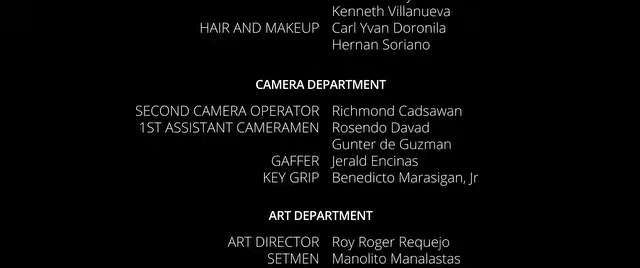 Kenneth Villanueva
HAIR AND MAKEUP Carl Yvan Doronila
Hernan Soriano
CAMERA DEPARTMENT
SECOND CAMERA OPERATOR Richmond Cadsawan
1ST ASSISTANT CAMERAMEN Rosendo Davad
Gunter de Guzman
GAFFER Jerald Encinas
KEY GRIP Benedicto Marasigan, Jr
ART DEPARTMENT
ART DIRECTOR Roy Roger Requejo
SETMEN Manolito Manalastas